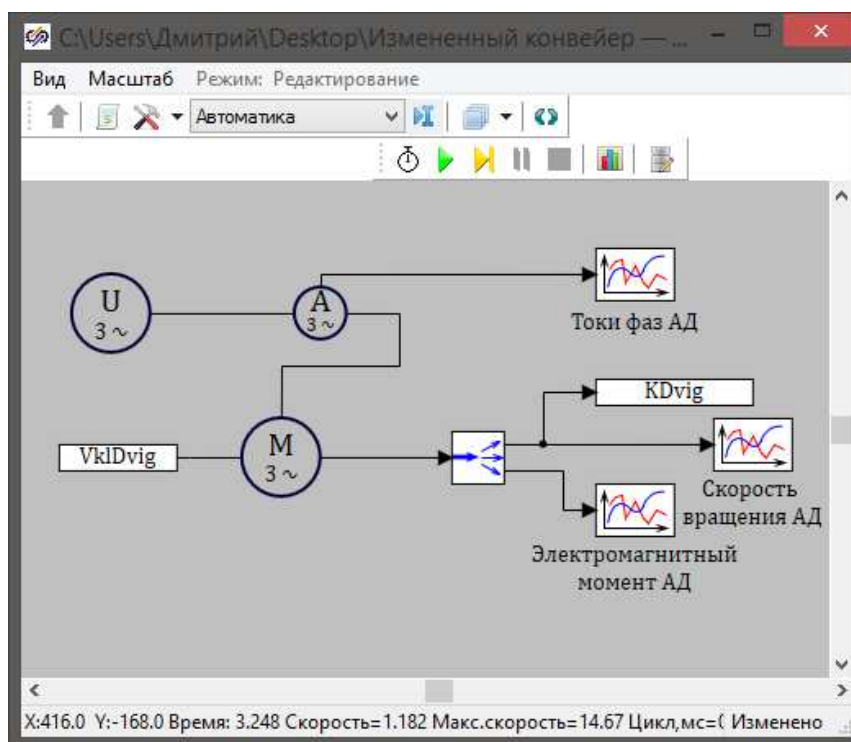 C:\Users\Дмитрий\Desktop\Измененный конвейер — ...
Вид Масштаб Режим: Редактирование
Автоматика
U
3 ~
A
3 ~
Токи фаз АД
KDvig
VklDvig
M
3 ~
Скорость
вращения АД
Электромагнитный
момент АД
X:416.0 Y:-168.0 Время: 3.248 Скорость=1.182 Макс.скорость=14.67 Цикл,мс=( Изменено